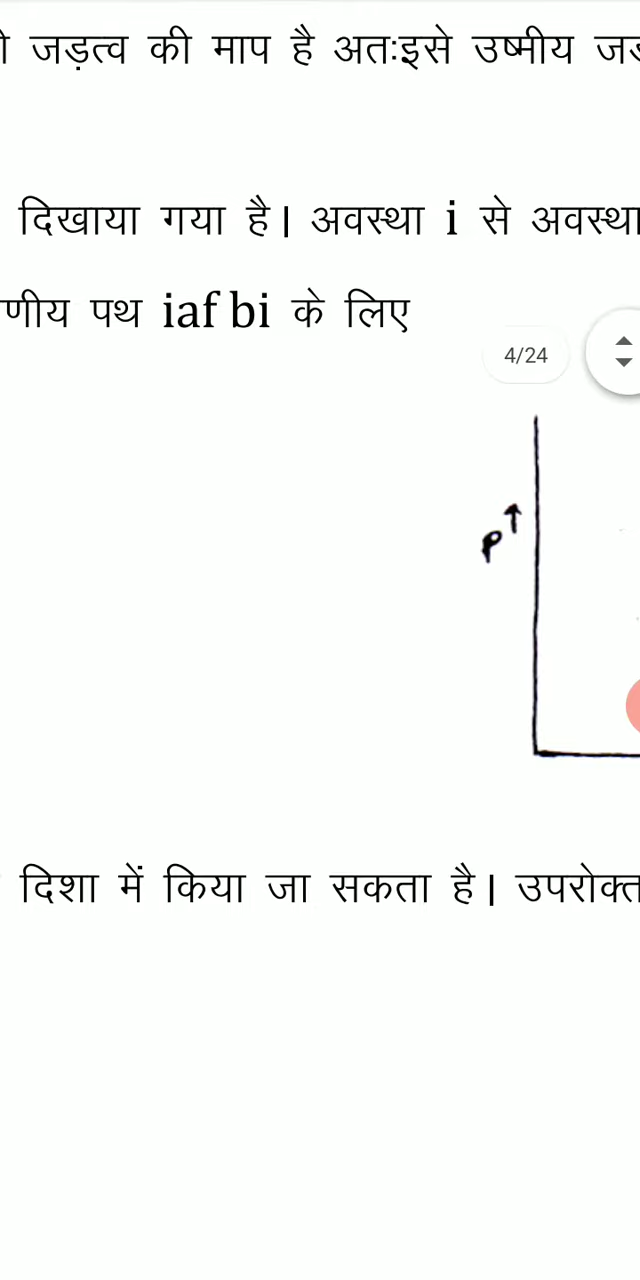 जड़त्व की माप है अतःइसे उष्मीय
दिखाया गया है| अवस्था i से अवस्था
पथ iaf bi के लिए
4/24
P↑
दिशा में किया जा सकता है| उपरोक्त